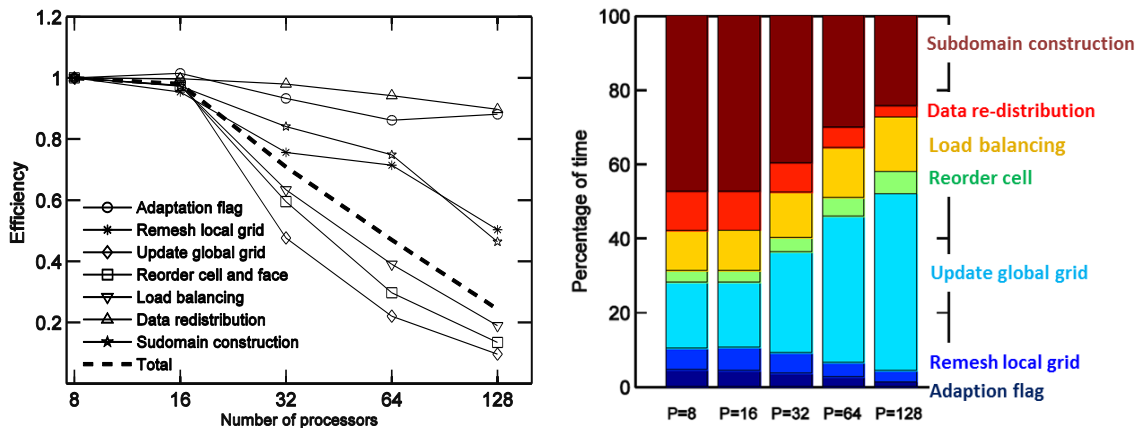 1.2
1
0.8
0.6
0.4
0.2
Efficiency
Adaptation flag
Remesh local grid
Update global grid
Reorder cell and face
Load balancing
Data redistribution
Sudomain construction
Total
8
16
32
64
128
Number of processors
100
80
60
40
20
0
Percentage of time
P=8
P=16
P=32
P=64
P=128
Subdomain construction
Data re-distribution
Load balancing
Reorder cell
Update global grid
Remesh local grid
Adaption flag